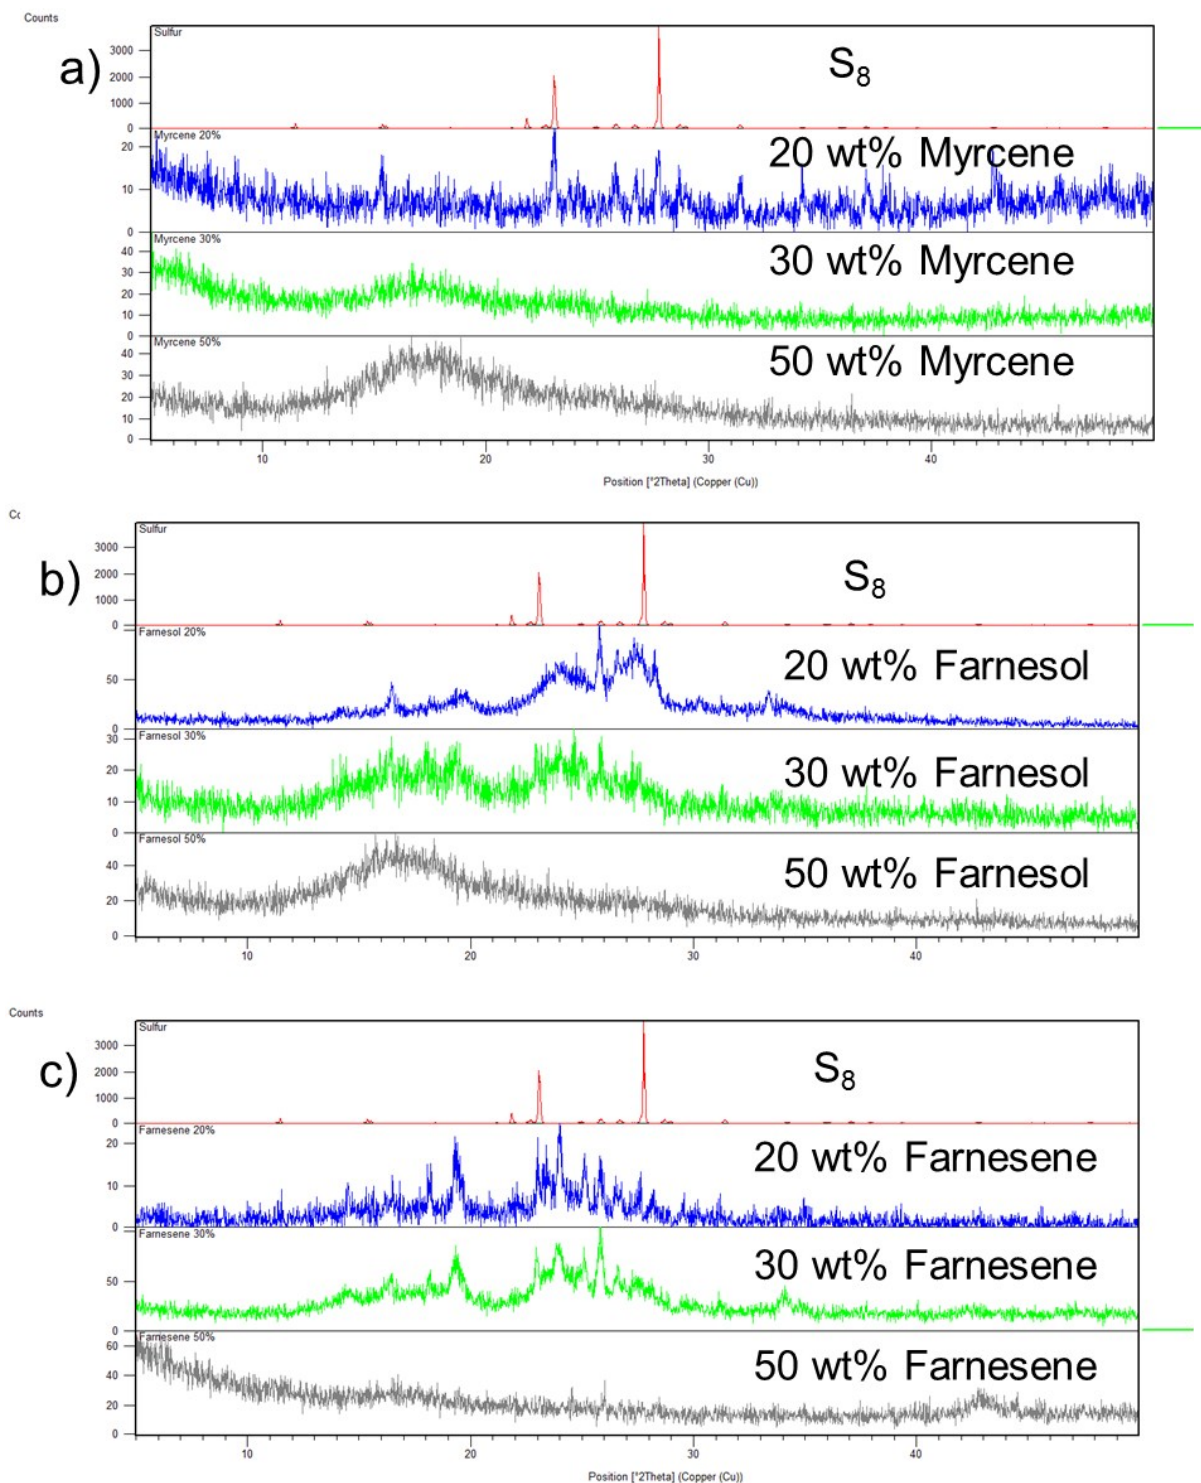 Counts
a)
Sulfur
S₈
3000
2000
1000
0
Myrcene 20%
20 wt% Myrcene
20
10
0
Myrcene 30%
30 wt% Myrcene
40
30
20
10
0
Myrcene 50%
50 wt% Myrcene
40
30
20
10
0
10 20 30 40
Position [°2Theta] (Copper (Cu))
b)
Sulfur
S₈
3000
2000
1000
0
Farnesol 20%
20 wt% Farnesol
50
0
Farnesol 30%
30 wt% Farnesol
30
20
10
0
Farnesol 50%
50 wt% Farnesol
40
20
0
10 20 30 40
Counts
c)
Sulfur
S₈
3000
2000
1000
0
Farnesene 20%
20 wt% Farnesene
20
10
0
Farnesene 30%
30 wt% Farnesene
50
0
Farnesene 50%
50 wt% Farnesene
60
40
20
0
10 20 30 40
Position [°2Theta] (Copper (Cu))